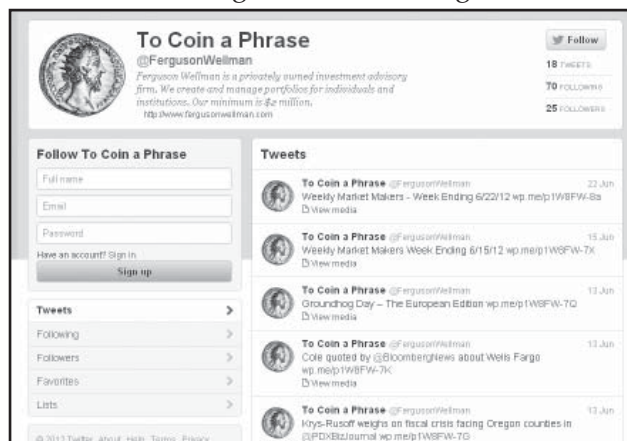 To Coin a Phrase
@FergusonWellman
Ferguson Wellman is a privately owned investment advisory
firm. We create and manage portfolios for individuals and
institutions. Our minimum is $2 million.
http://www.fergusonwellman.com
Follow
18 TWEETS
70 FOLLOWING
25 FOLLOWERS
Follow To Coin a Phrase
Full name
Email
Password
Have an account? Sign in.
Sign up
Tweets
Following
Followers
Favorites
Lists
© 2012 Twitter About Help Terms Privacy
Tweets
To Coin a Phrase @FergusonWellman 22 Jun
Weekly Market Makers - Week Ending 6/22/12 wp.me/p1W8FW-8a
View media
To Coin a Phrase @FergusonWellman 15 Jun
Weekly Market Makers Week Ending 6/15/12 wp.me/p1W8FW-7X
View media
To Coin a Phrase @FergusonWellman 13 Jun
Groundhog Day – The European Edition wp.me/p1W8FW-7Q
View media
To Coin a Phrase @FergusonWellman 13 Jun
Cole quoted by @BloombergNews about Wells Fargo
wp.me/p1W8FW-7K
View media
To Coin a Phrase @FergusonWellman 13 Jun
Krys-Rusoff weighs on fiscal crisis facing Oregon counties in
@PDXBizJournal wp.me/p1W8FW-7G